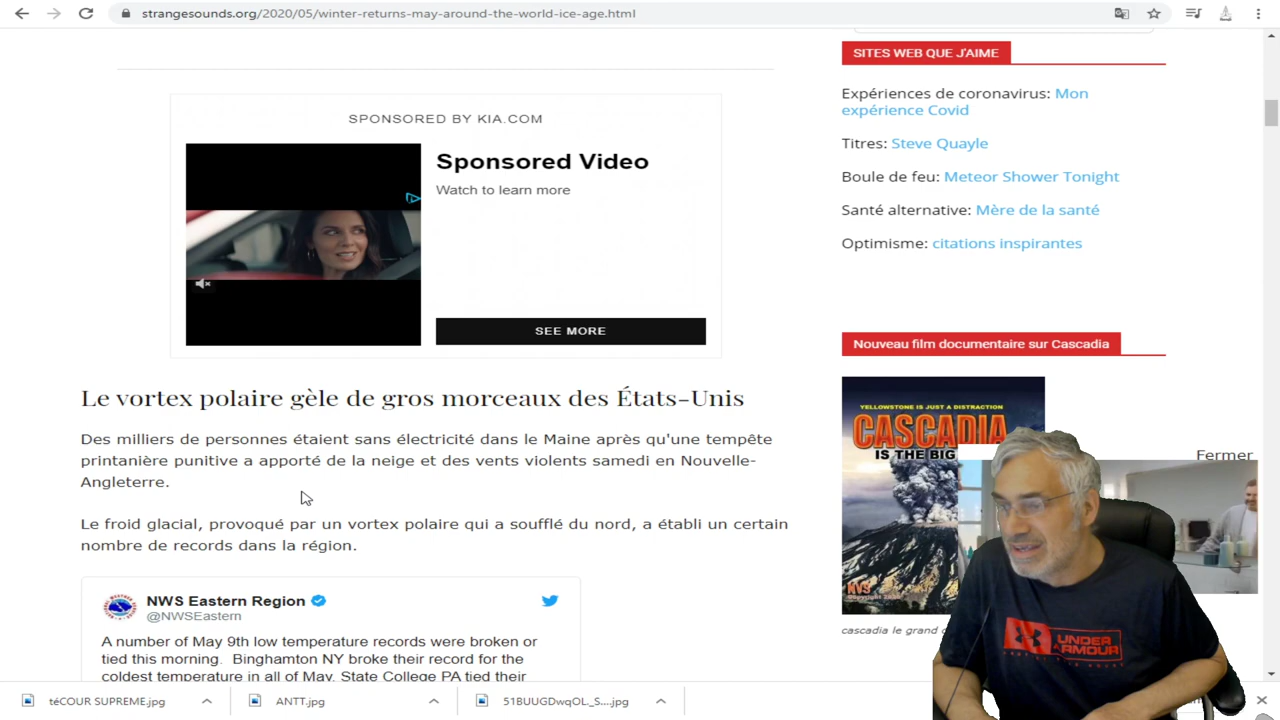 strangesounds.org/2020/05/winter-returns-may-around-the-world-ice-age.html
SPONSORED BY KIA.COM
Sponsored Video
Watch to learn more
SEE MORE
Le vortex polaire gèle de gros morceaux des États-Unis
Des milliers de personnes étaient sans électricité dans le Maine après qu'une tempête
printanière punitive a apporté de la neige et des vents violents samedi en Nouvelle-
Angleterre.
Le froid glacial, provoqué par un vortex polaire qui a soufflé du nord, a établi un certain
nombre de records dans la région.
NWS Eastern Region
@NWSEastern
A number of May 9th low temperature records were broken or
tied this morning. Binghamton NY broke their record for the
coldest temperature in all of May. State College PA tied their
SITES WEB QUE J'AIME
Expériences de coronavirus: Mon
expérience Covid
Titres: Steve Quayle
Boule de feu: Meteor Shower Tonight
Santé alternative: Mère de la santé
Optimisme: citations inspirantes
Nouveau film documentaire sur Cascadia
YELLOWSTONE IS JUST A DISTRACTION
CASCADIA
IS THE BIG
NVS
cascadia le grand
Fermer
UNDER
ARMOUR
téCOUR SUPREME.jpg
ANTT.jpg
51BUUGDwqOL_S....jpg